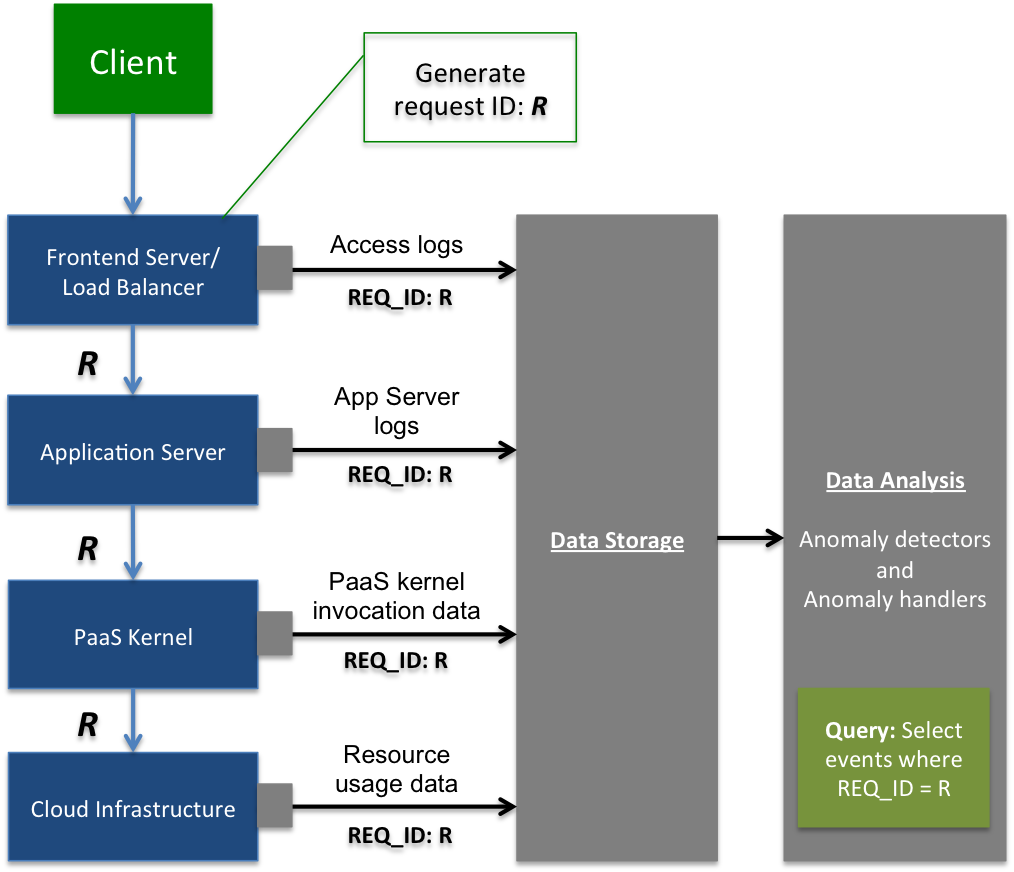 Client
Generate
request ID: R
Frontend Server/
Load Balancer
Access logs
REQ_ID: R
R
Application Server
App Server
logs
REQ_ID: R
R
PaaS Kernel
PaaS kernel
invocation data
REQ_ID: R
R
Cloud Infrastructure
Resource
usage data
REQ_ID: R
Data Storage
Data Analysis
Anomaly detectors
and
Anomaly handlers
Query: Select
events where
REQ_ID = R